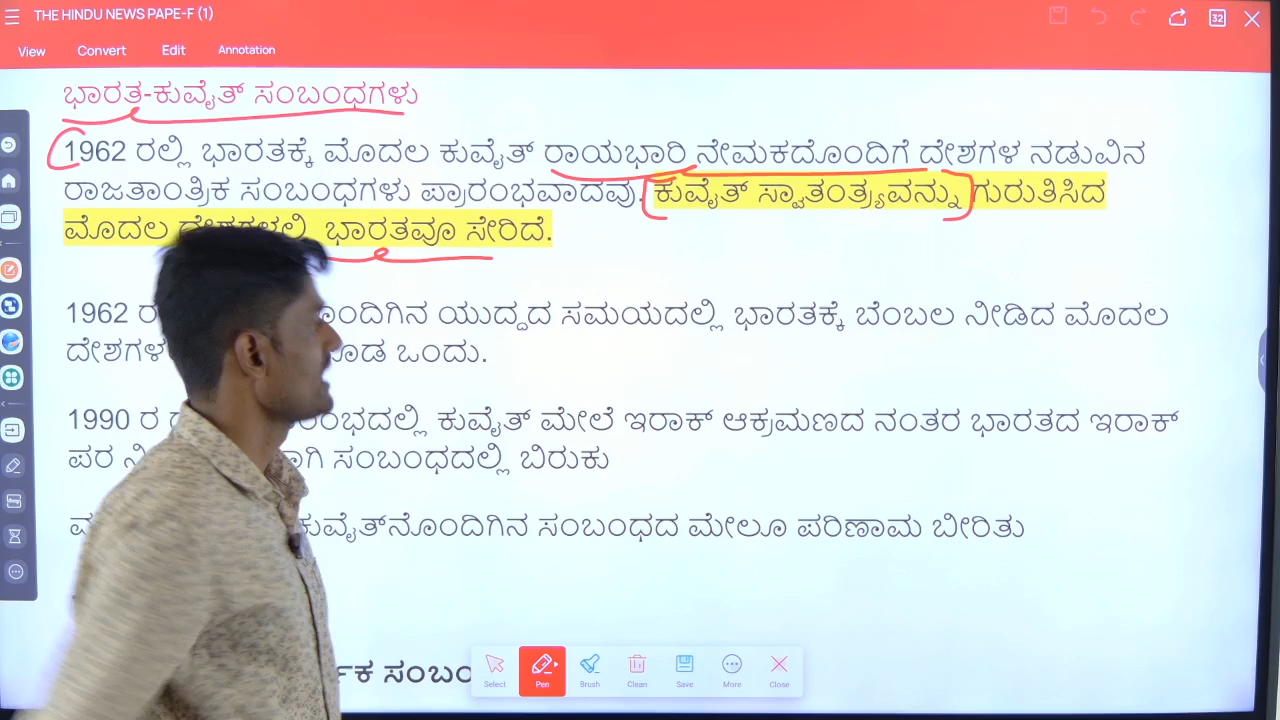 THE HINDU NEWS PAPE-F (1)
32
View Convert Edit Annotation
ಭಾರತ-ಕುವೈತ್ ಸಂಬಂಧಗಳು
1962 ರಲ್ಲಿ ಭಾರತಕ್ಕೆ ಮೊದಲ ಕುವೈತ್ ರಾಯಭಾರಿ ನೇಮಕದೊಂದಿಗೆ ದೇಶಗಳ ನಡುವಿನ
ರಾಜತಾಂತ್ರಿಕ ಸಂಬಂಧಗಳು ಪ್ರಾರಂಭವಾದವು. ಕುವೈತ್ ಸ್ವಾತಂತ್ರ್ಯವನ್ನು ಗುರುತಿಸಿದ
ಮೊದಲ ದೇಶಗಳಲ್ಲಿ ಭಾರತವೂ ಸೇರಿದೆ.
1962 ಯುದ್ಧದ ಸಮಯದಲ್ಲಿ ಭಾರತಕ್ಕೆ ಬೆಂಬಲ ನೀಡಿದ ಮೊದಲ
ದೇಶಗಳ ಒಂದು.
1990 ರ ಕುವೈತ್ ಮೇಲೆ ಇರಾಕ್ ಆಕ್ರಮಣದ ನಂತರ ಭಾರತದ ಇರಾಕ್
ಪರ ಸಂಬಂಧದಲ್ಲಿ ಬಿರುಕು
ಕುವೈತ್‌ನೊಂದಿಗಿನ ಸಂಬಂಧದ ಮೇಲೂ ಪರಿಣಾಮ ಬೀರಿತು
Select Pen Brush Clean Save More Close